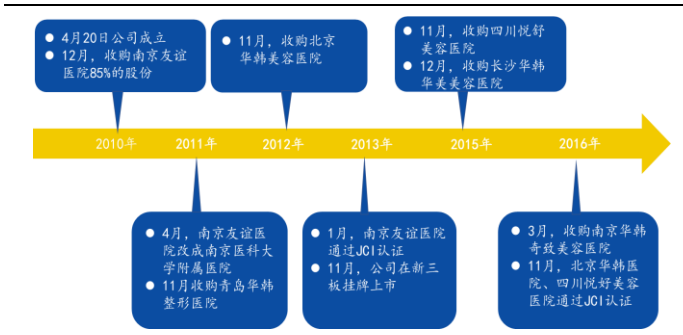 4月20日公司成立
12月，收购南京友谊
医院85%的股份
11月，收购北京
华韩美容医院
11月，收购四川悦舒
美容医院
12月，收购长沙华韩
华美美容医院
2010年
2011年
2012年
2013年
2015年
2016年
4月，南京友谊医
院改成南京医科大
学附属医院
11月收购青岛华韩
整形医院
1月，南京友谊医院
通过JCI认证
11月，公司在新三
板挂牌上市
3月，收购南京华韩
奇致美容医院
11月，北京华韩医
院、四川悦好美容
医院通过JCI认证